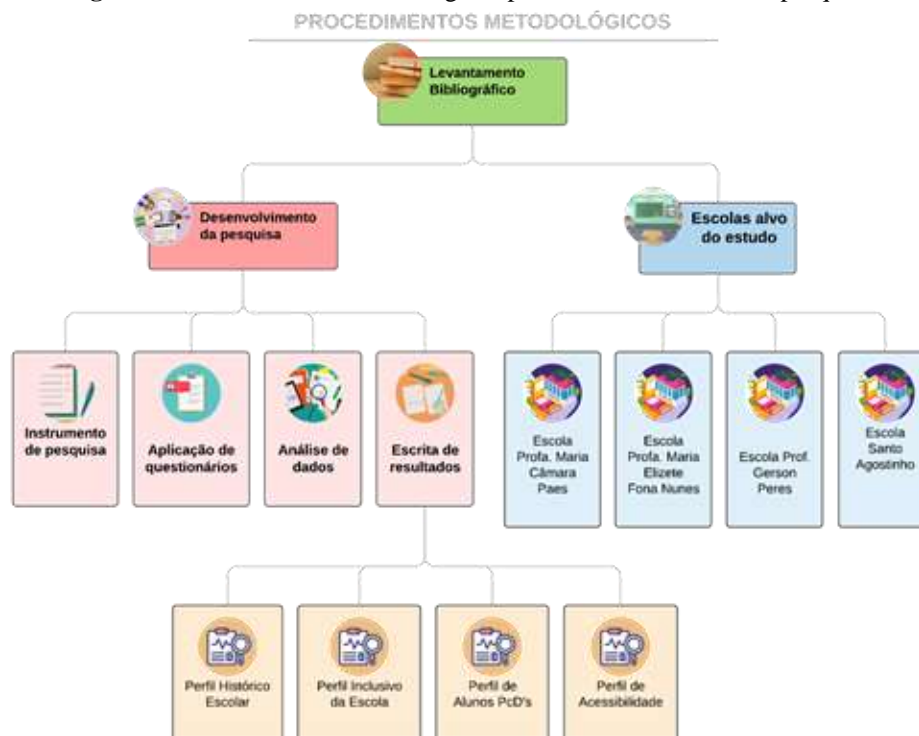 PROCEDIMENTOS METODOLÓGICOS
Levantamento
Bibliográfico
Desenvolvimento
da pesquisa
Escolas alvo
do estudo
Instrumento
de pesquisa
Aplicação de
questionários
Análise de
dados
Escrita de
resultados
Escola
Profa. Maria
Câmara
Paes
Escola
Profa. Maria
Elizete
Fona Nunes
Escola Prof.
Gerson
Peres
Escola
Santo
Agostinho
Perfil Histórico
Escolar
Perfil Inclusivo
da Escola
Perfil de
Alunos PcD's
Perfil de
Acessibilidade